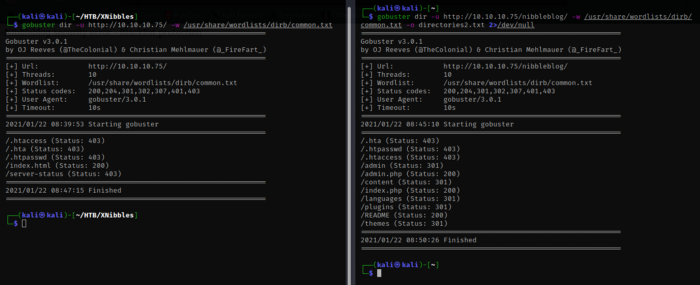 ┌──(kali㉿kali)-[~/HTB/XNibbles]
└─$ gobuster dir -u http://10.10.10.75/ -w /usr/share/wordlists/dirb/common.txt
===============================================================
Gobuster v3.0.1
by OJ Reeves (@TheColonial) & Christian Mehlmauer (@_FireFart_)
===============================================================
[+] Url:            http://10.10.10.75/
[+] Threads:        10
[+] Wordlist:       /usr/share/wordlists/dirb/common.txt
[+] Status codes:   200,204,301,302,307,401,403
[+] User Agent:     gobuster/3.0.1
[+] Timeout:        10s
===============================================================
2021/01/22 08:39:53 Starting gobuster
===============================================================
/.htaccess (Status: 403)
/.hta (Status: 403)
/.htpasswd (Status: 403)
/index.html (Status: 200)
/server-status (Status: 403)
===============================================================
2021/01/22 08:47:15 Finished
===============================================================
┌──(kali㉿kali)-[~/HTB/XNibbles]
└─$
┌──(kali㉿kali)-[~]
└─$ gobuster dir -u http://10.10.10.75/nibbleblog/ -w /usr/share/wordlists/dirb/
common.txt -o directories2.txt 2>/dev/null
===============================================================
Gobuster v3.0.1
by OJ Reeves (@TheColonial) & Christian Mehlmauer (@_FireFart_)
===============================================================
[+] Url:            http://10.10.10.75/nibbleblog/
[+] Threads:        10
[+] Wordlist:       /usr/share/wordlists/dirb/common.txt
[+] Status codes:   200,204,301,302,307,401,403
[+] User Agent:     gobuster/3.0.1
[+] Timeout:        10s
===============================================================
2021/01/22 08:45:10 Starting gobuster
===============================================================
/.hta (Status: 403)
/.htpasswd (Status: 403)
/.htaccess (Status: 403)
/admin (Status: 301)
/admin.php (Status: 200)
/content (Status: 301)
/index.php (Status: 200)
/languages (Status: 301)
/plugins (Status: 301)
/README (Status: 200)
/themes (Status: 301)
===============================================================
2021/01/22 08:50:26 Finished
===============================================================
┌──(kali㉿kali)-[~]
└─$